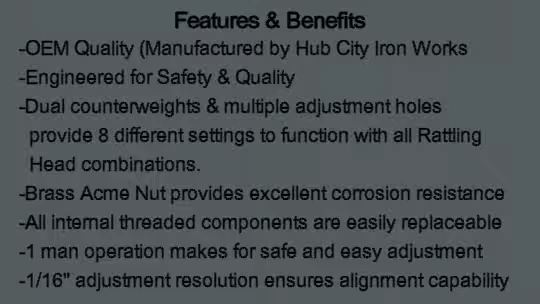 Features & Benefits
-OEM Quality (Manufactured by Hub City Iron Works
-Engineered for Safety & Quality
-Dual counterweights & multiple adjustment holes
provide 8 different settings to function with all Rattling
Head combinations.
-Brass Acme Nut provides excellent corrosion resistance
-All internal threaded components are easily replaceable
-1 man operation makes for safe and easy adjustment
-1/16" adjustment resolution ensures alignment capability